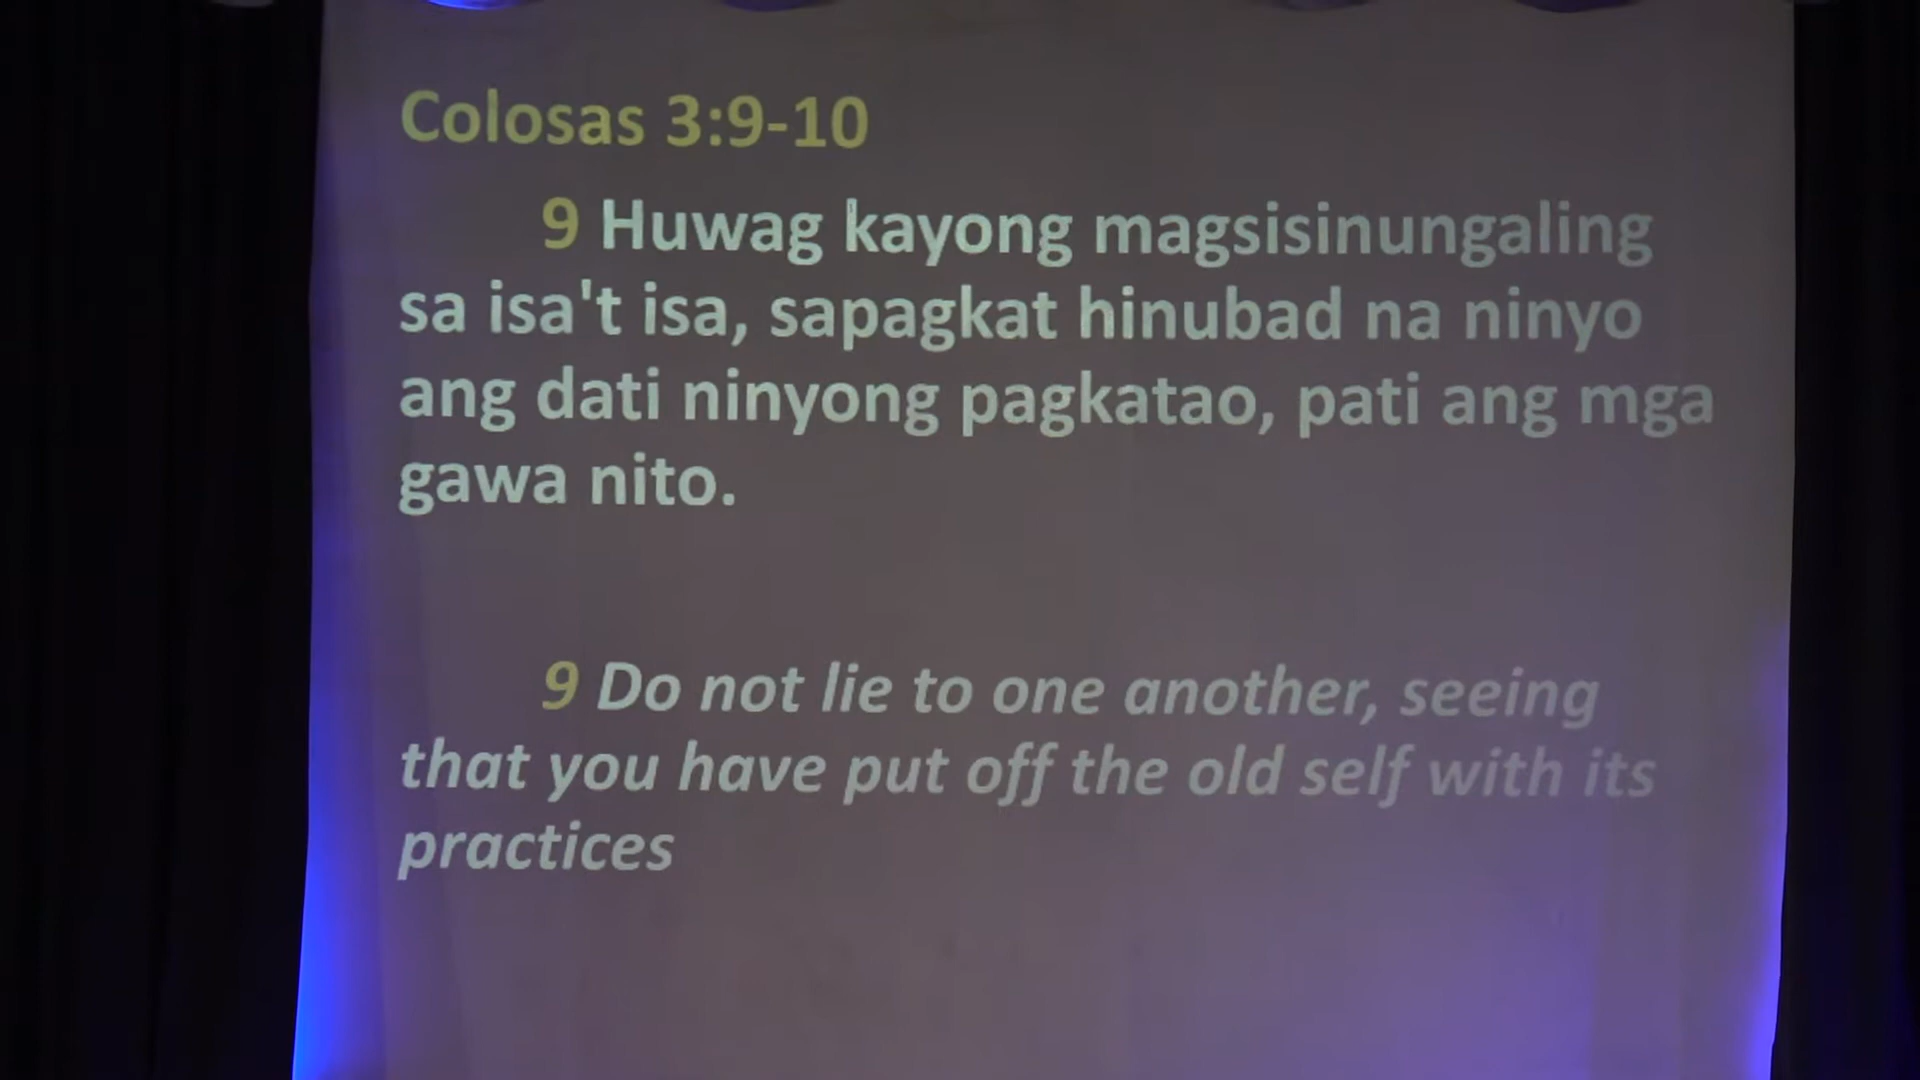 Colosas 3:9-10
9 Huwag kayong magsisinungaling
sa isa't isa, sapagkat hinubad na ninyo
ang dati ninyong pagkatao, pati ang mga
gawa nito.
9 Do not lie to one another, seeing
that you have put off the old self with its
practices